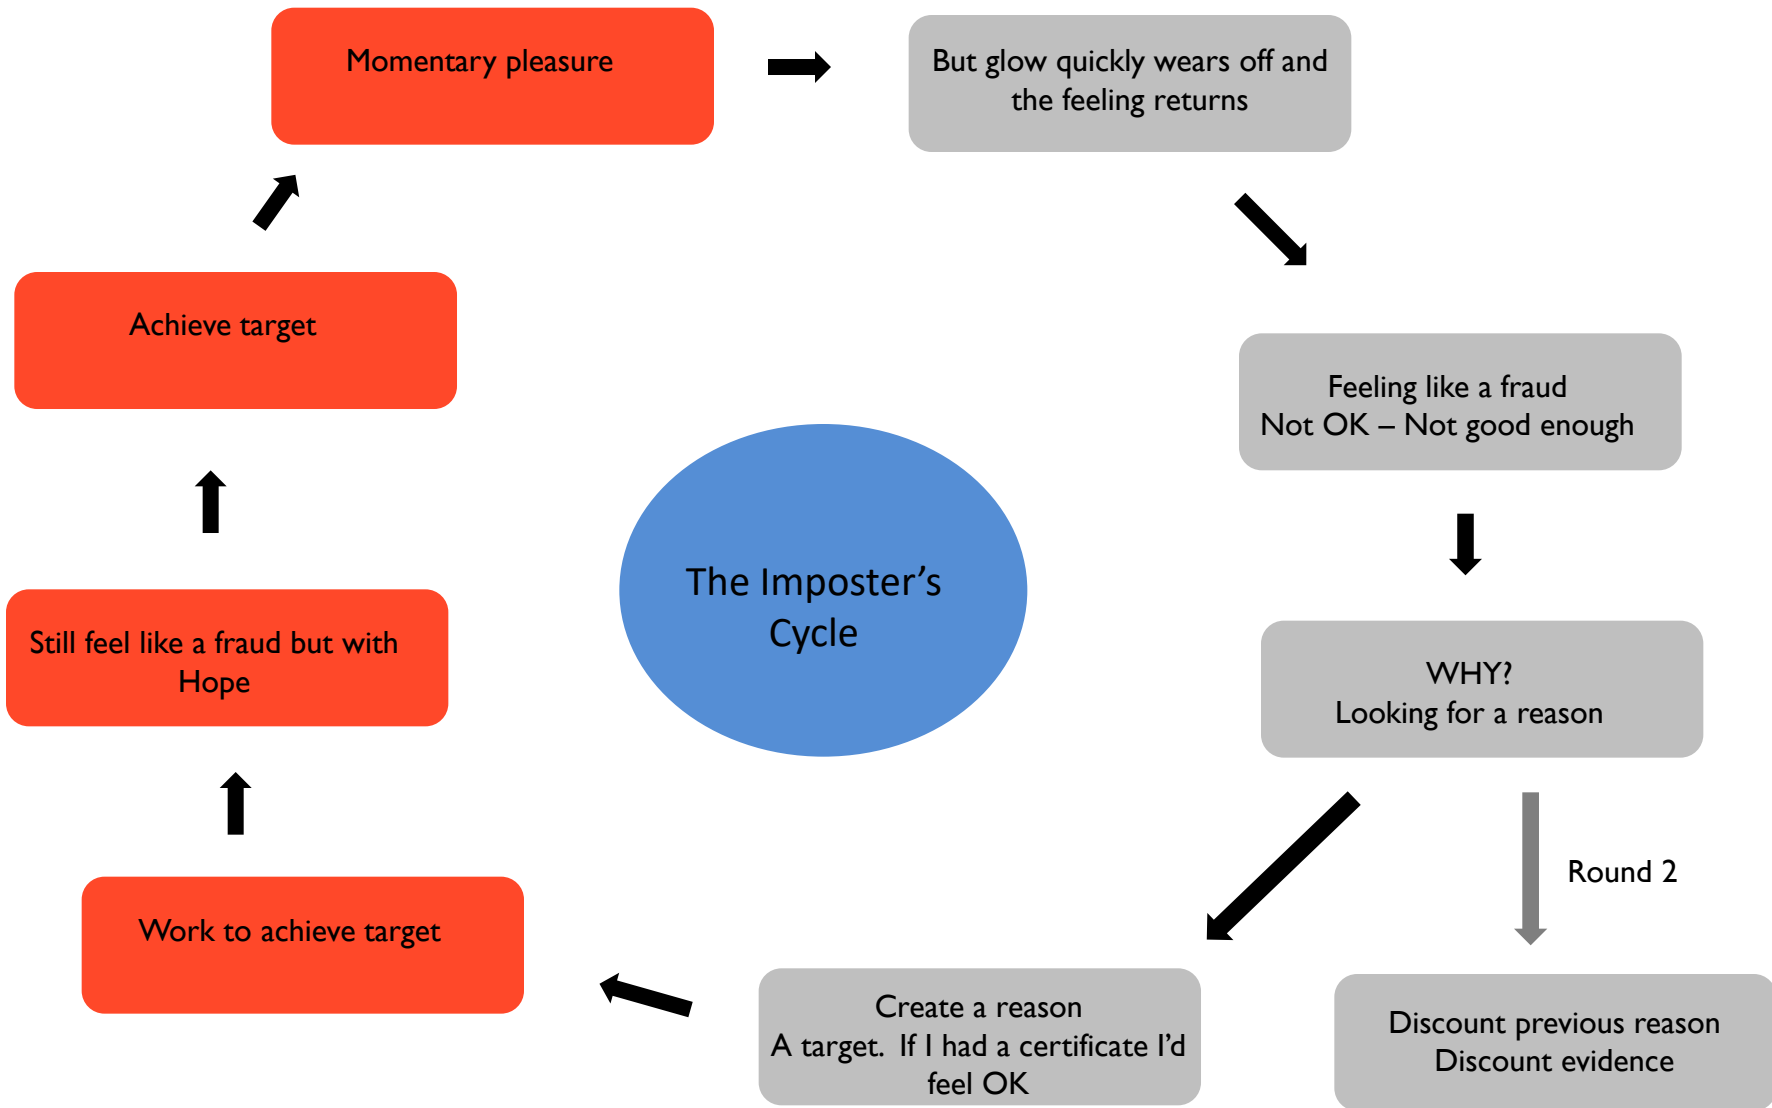 Momentary pleasure
But glow quickly wears off and
the feeling returns
Achieve target
Feeling like a fraud
Not OK – Not good enough
The Imposter’s
Cycle
Still feel like a fraud but with
Hope
WHY?
Looking for a reason
Round 2
Work to achieve target
Create a reason
A target.  If I had a certificate I’d
feel OK
Discount previous reason
Discount evidence